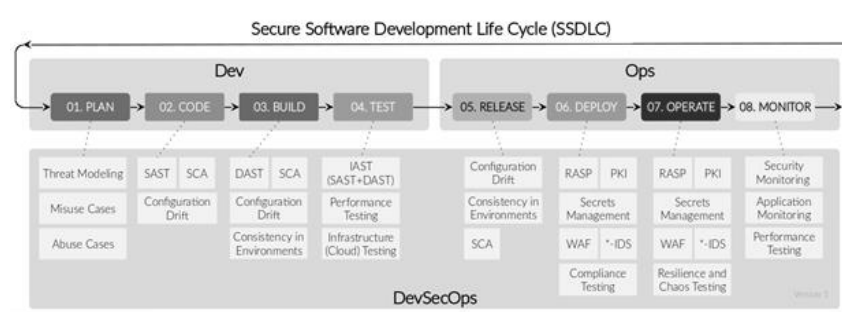 Secure Software Development Life Cycle (SSDLC)
Dev
Ops
01. PLAN
02. CODE
03. BUILD
04. TEST
05. RELEASE
06. DEPLOY
07. OPERATE
08. MONITOR
Threat Modeling
Misuse Cases
Abuse Cases
SAST
SCA
Configuration
Drift
DAST
SCA
Configuration
Drift
Consistency in
Environments
IAST
(SAST+DAST)
Performance
Testing
Infrastructure
(Cloud) Testing
Configuration
Drift
Consistency in
Environments
SCA
RASP
PKI
Secrets
Management
WAF
*-IDS
Compliance
Testing
RASP
PKI
Secrets
Management
WAF
*-IDS
Resilience and
Chaos Testing
Security
Monitoring
Application
Monitoring
Performance
Testing
DevSecOps